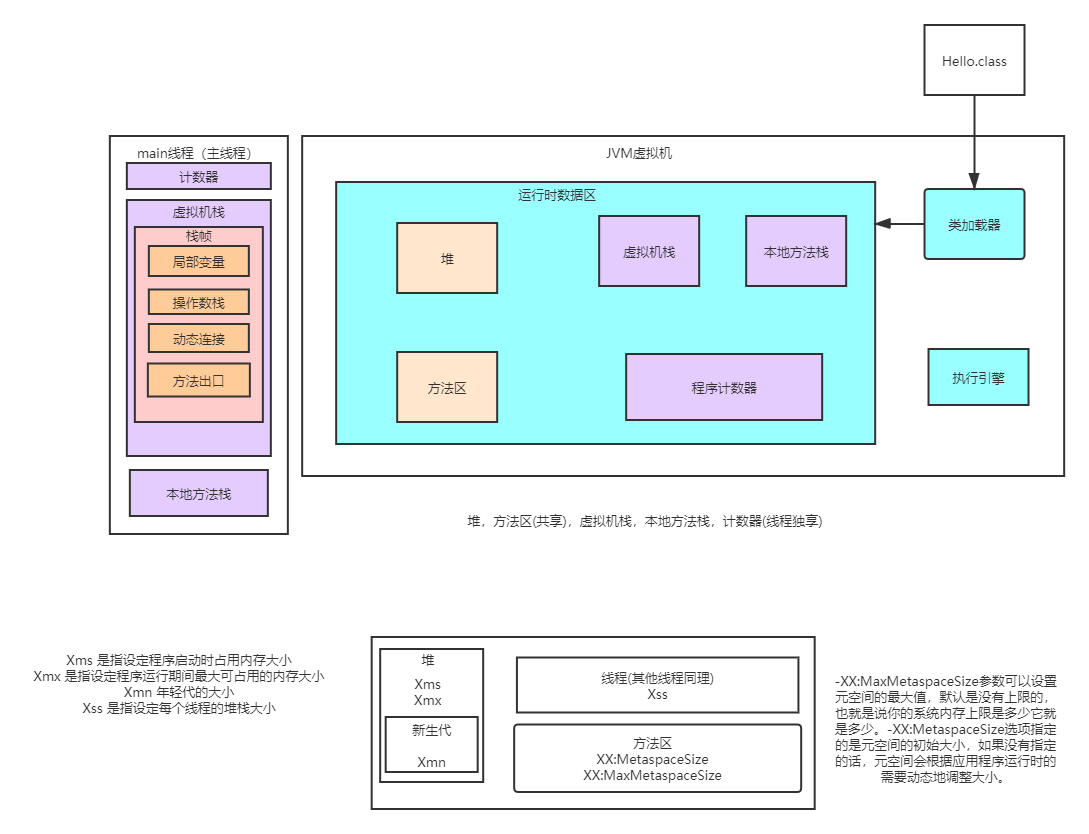 Hello.class
main线程（主线程）
计数器
虚拟机栈
栈帧
局部变量
操作数栈
动态连接
方法出口
本地方法栈
JVM虚拟机
运行时数据区
堆
虚拟机栈
本地方法栈
方法区
程序计数器
类加载器
执行引擎
堆，方法区(共享)，虚拟机栈，本地方法栈，计数器(线程独享)
Xms 是指设定程序启动时占用内存大小
Xmx 是指设定程序运行期间最大可占用的内存大小
Xmn 年轻代的大小
Xss 是指设定每个线程的堆栈大小
堆
Xms
Xmx
新生代
Xmn
线程(其他线程同理)
Xss
方法区
XX:MetaspaceSize
XX:MaxMetaspaceSize
-XX:MaxMetaspaceSize参数可以设置
元空间的最大值，默认是没有上限的，
也就是说你的系统内存上限是多少它就
是多少。-XX:MetaspaceSize选项指定
的是元空间的初始大小，如果没有指定
的话，元空间会根据应用程序运行时的
需要动态地调整大小。